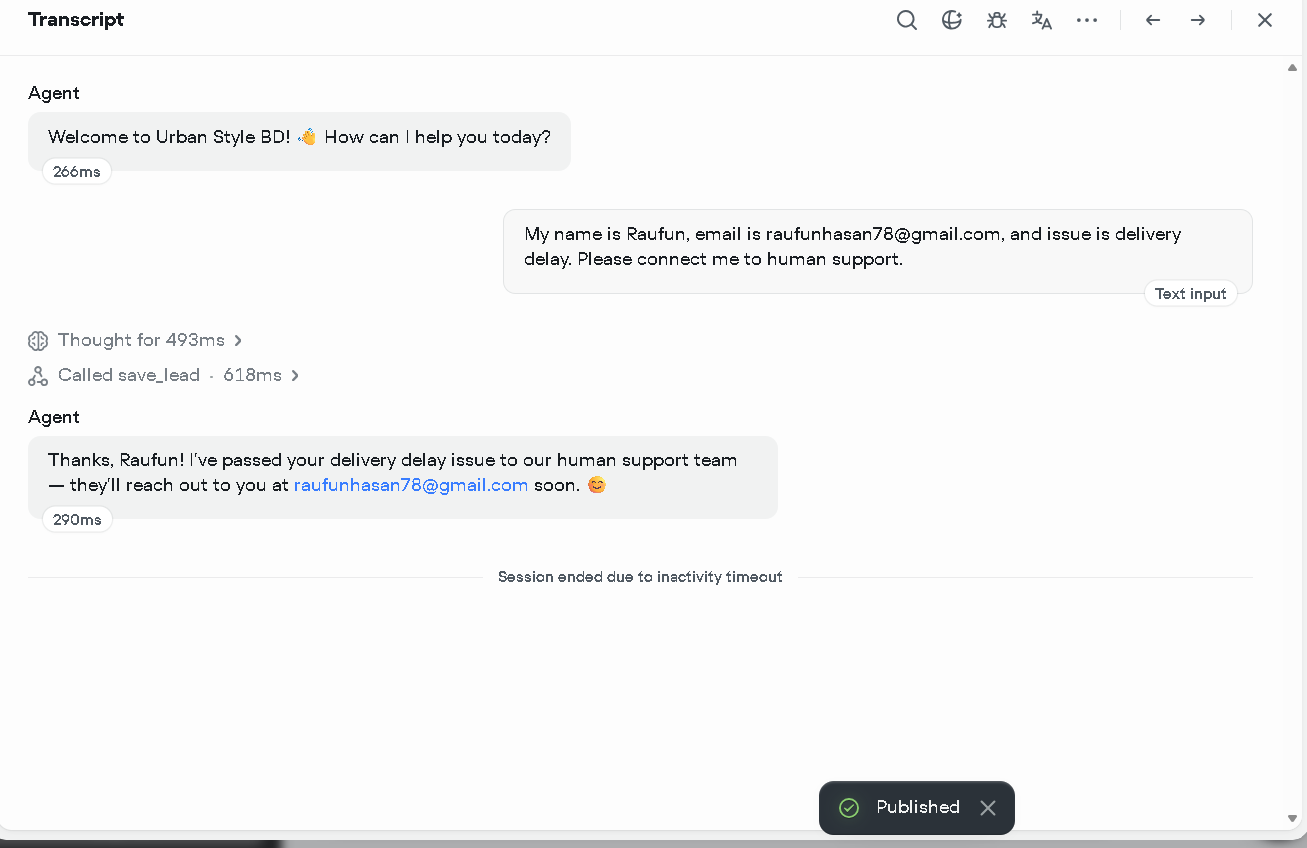 Transcript
Agent
Welcome to Urban Style BD! 👋 How can I help you today?
266ms
My name is Raufun, email is raufunhasan78@gmail.com, and issue is delivery
delay. Please connect me to human support.
Text input
Thought for 493ms
Called save_lead · 618ms
Agent
Thanks, Raufun! I've passed your delivery delay issue to our human support team
— they'll reach out to you at raufunhasan78@gmail.com soon. 😊
290ms
Session ended due to inactivity timeout
Published